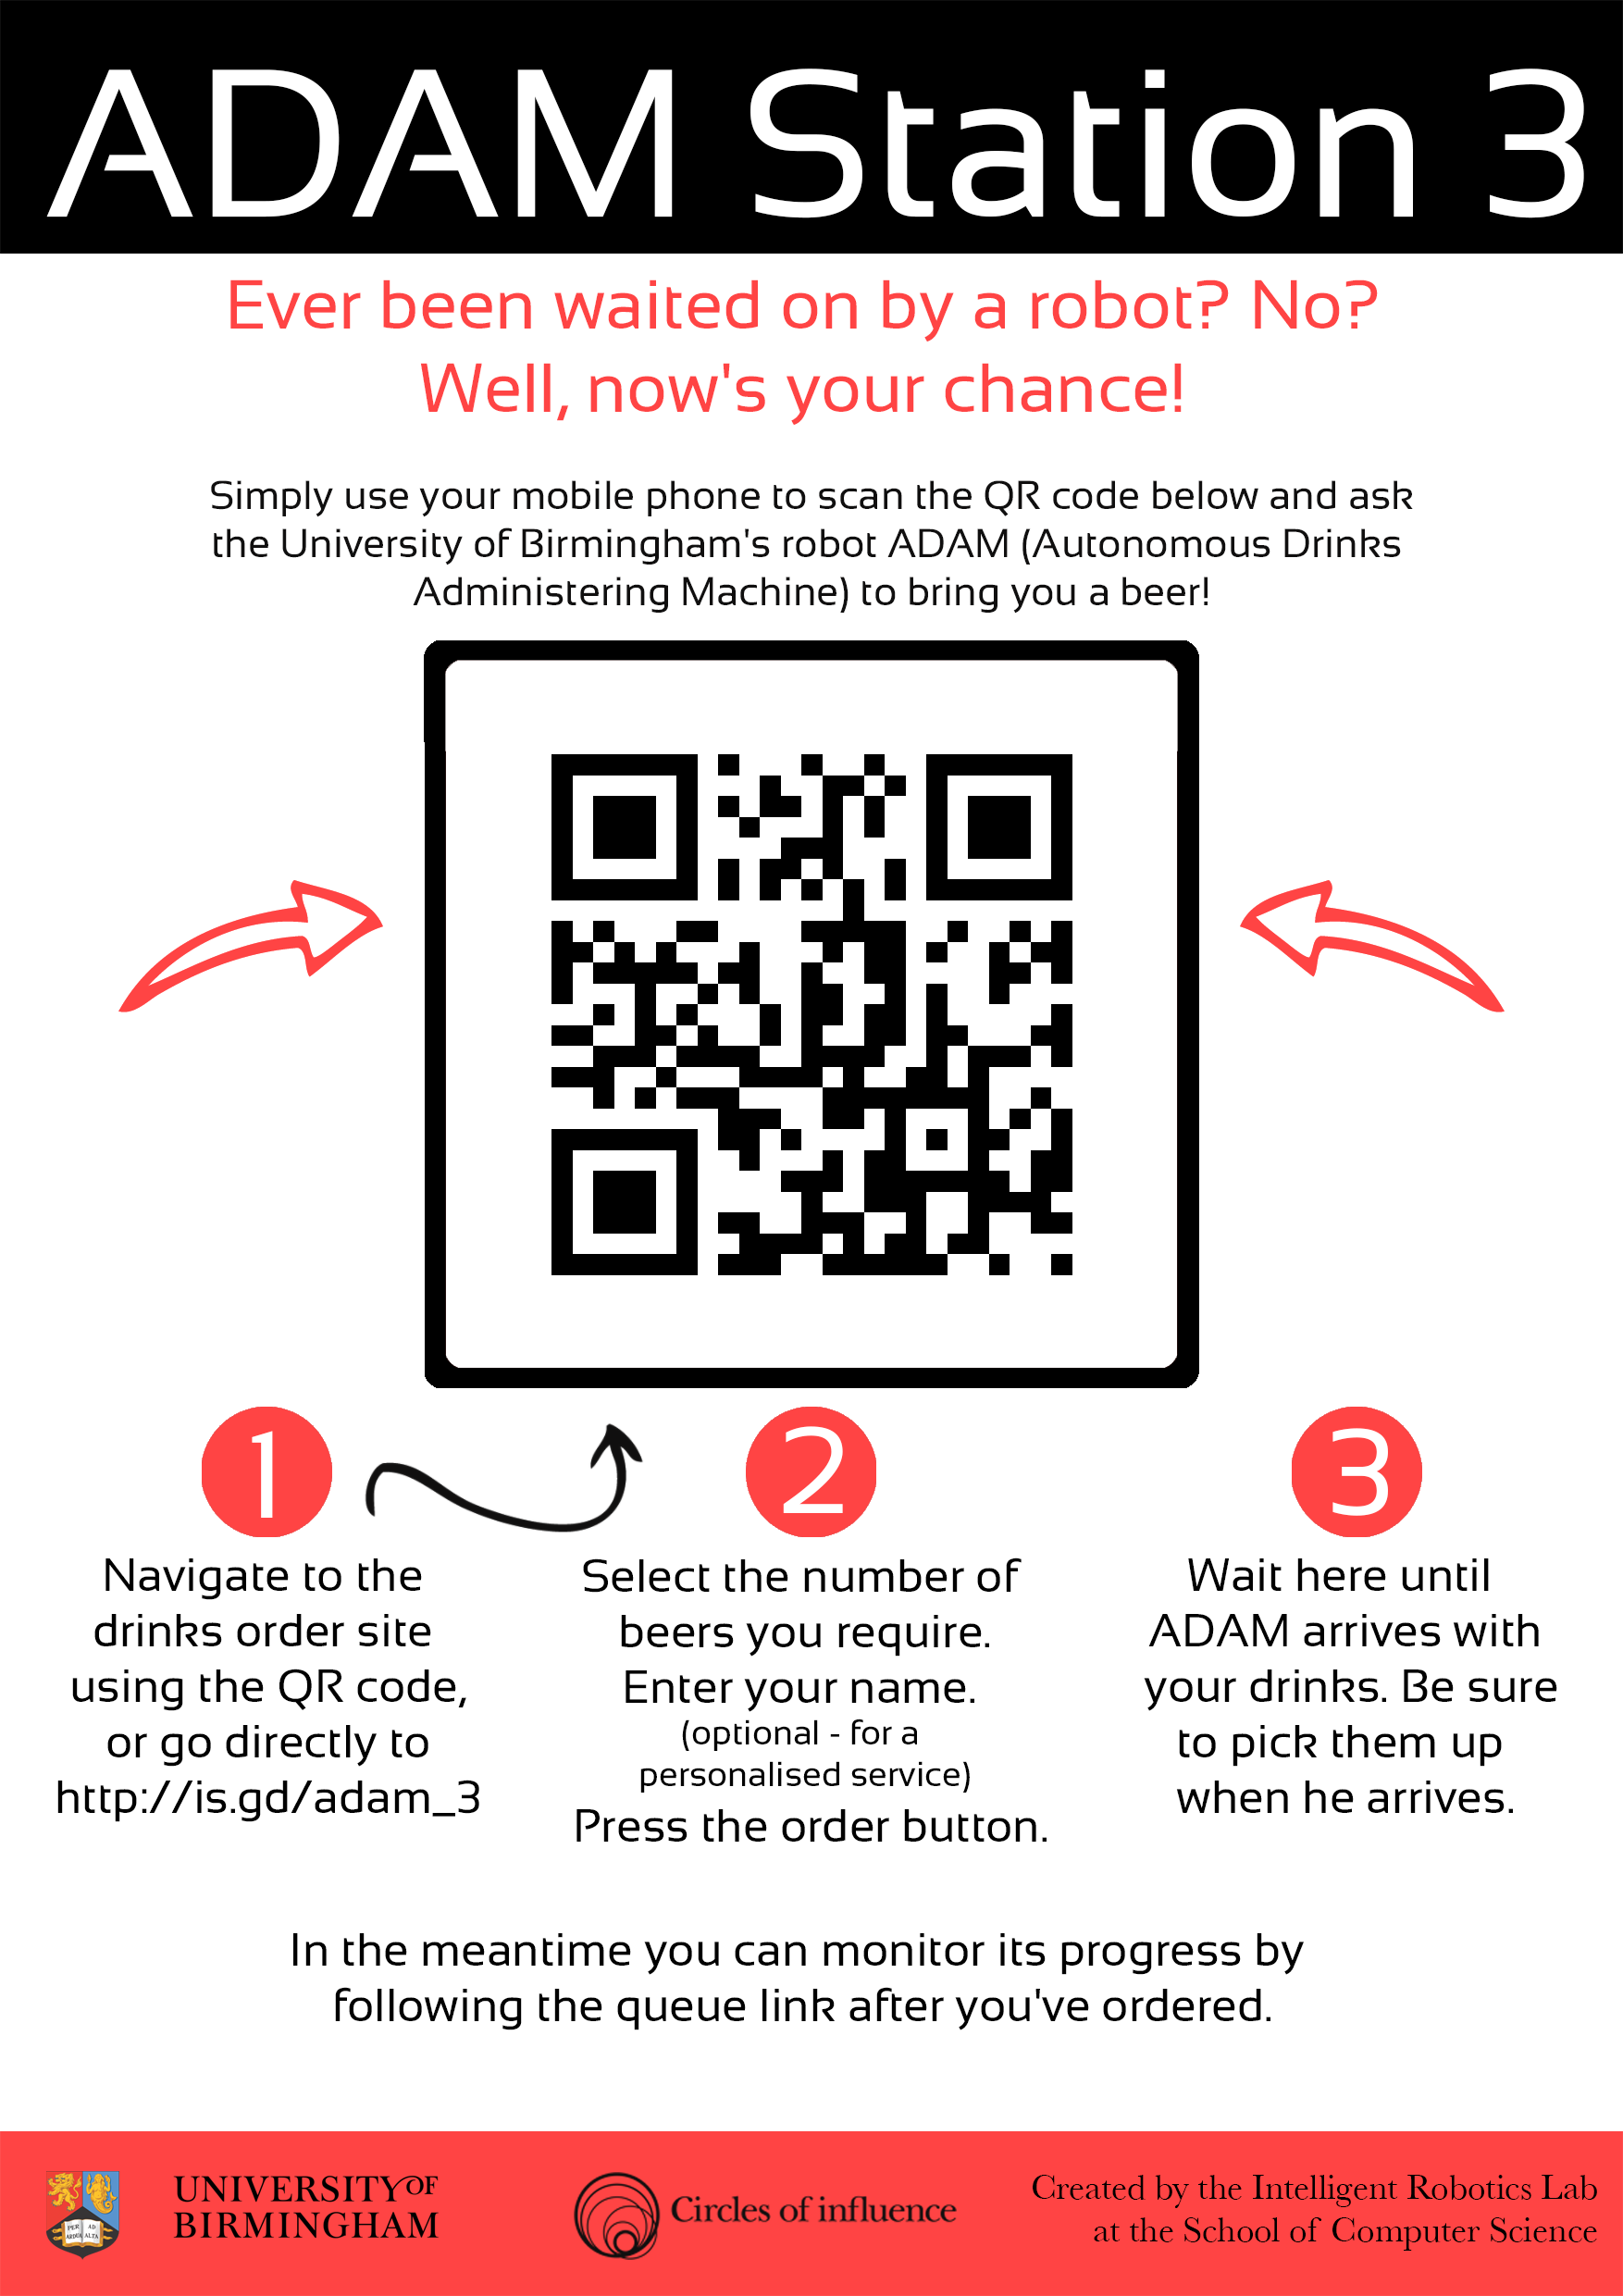 ADAM Station 3
Ever been waited on by a robot? No?
Well, now's your chance!
Simply use your mobile phone to scan the QR code below and ask
the University of Birmingham's robot ADAM (Autonomous Drinks
Administering Machine) to bring you a beer!
1
Navigate to the
drinks order site
using the QR code,
or go directly to
http://is.gd/adam_3
2
Select the number of
beers you require.
Enter your name.
(optional - for a
personalised service)
Press the order button.
3
Wait here until
ADAM arrives with
your drinks. Be sure
to pick them up
when he arrives.
In the meantime you can monitor its progress by
following the queue link after you've ordered.
PER AD
ARDUA ALTA
UNIVERSITY OF
BIRMINGHAM
Circles of influence
Created by the Intelligent Robotics Lab
at the School of Computer Science